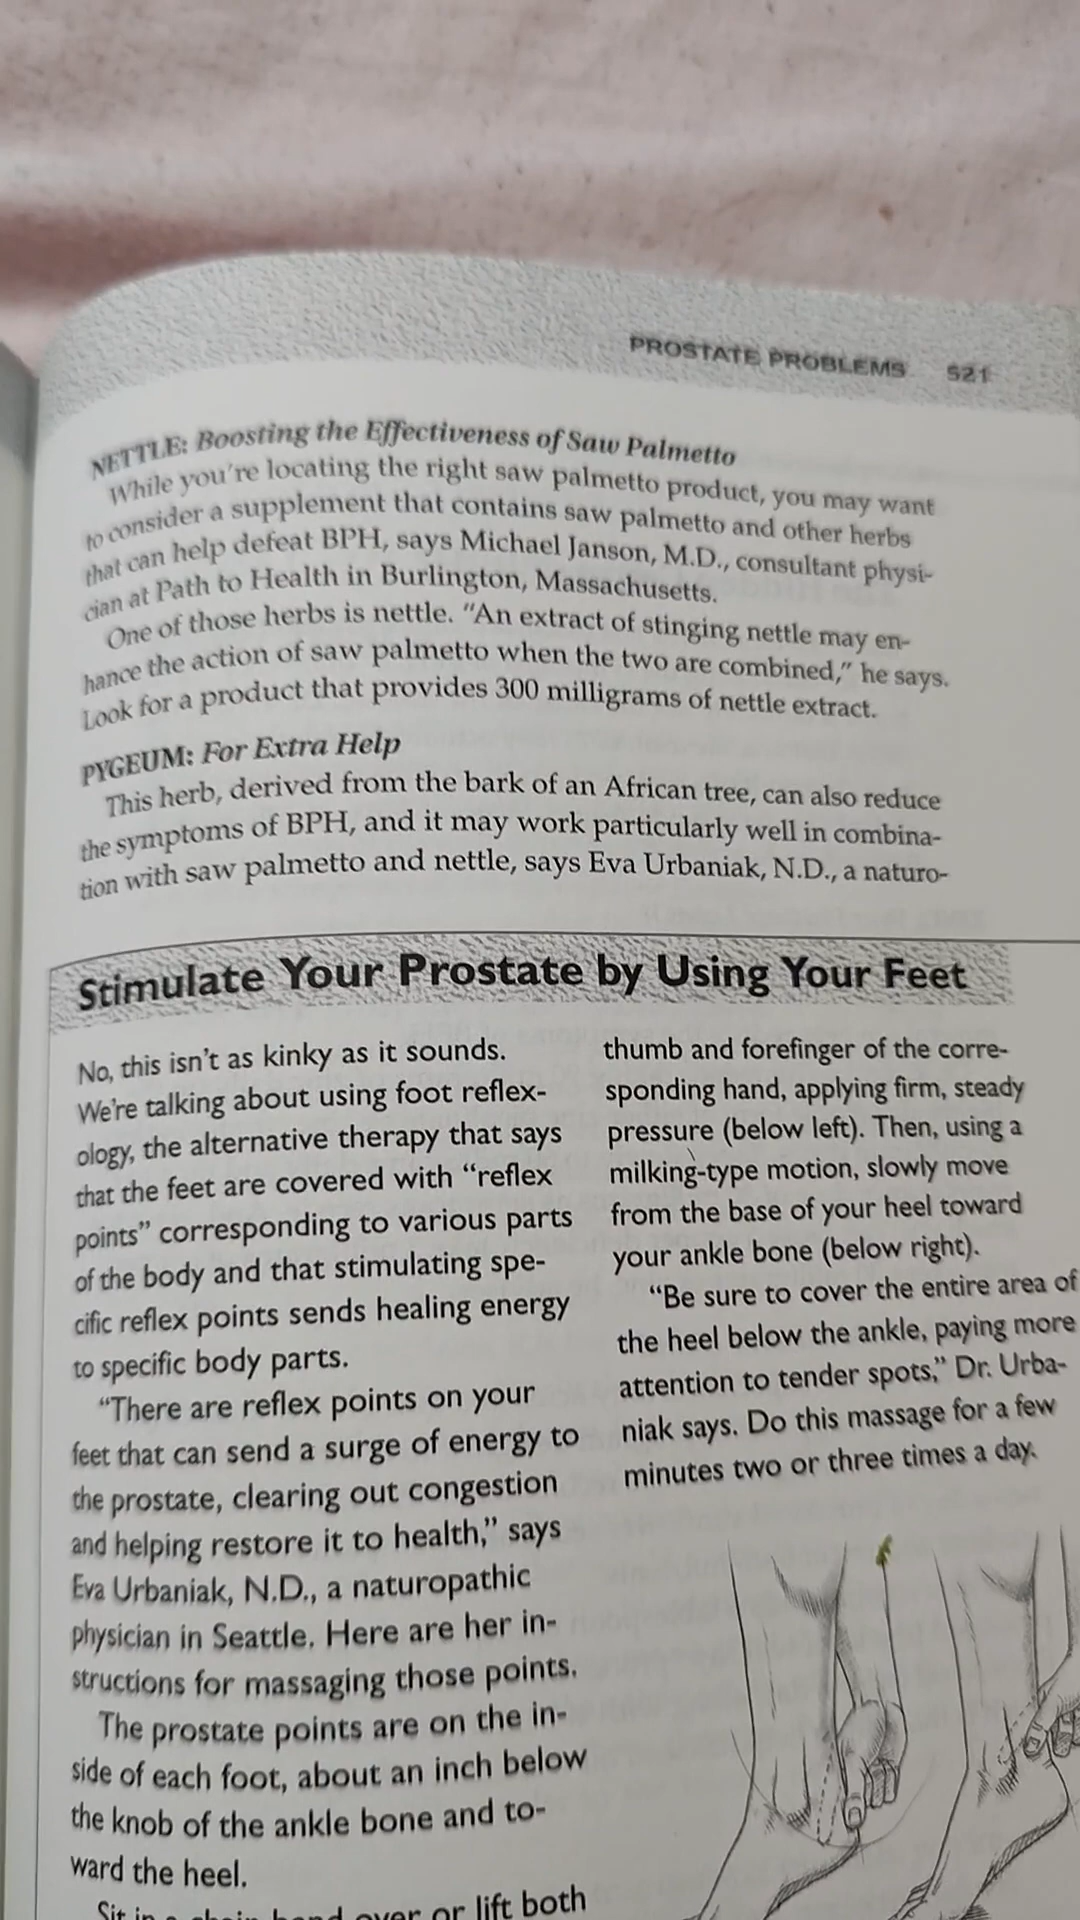 PROSTATE PROBLEMS 521
NETTLE: Boosting the Effectiveness of Saw Palmetto
While you're locating the right saw palmetto product, you may want
to consider a supplement that contains saw palmetto and other herbs
that can help defeat BPH, says Michael Janson, M.D., consultant physi-
cian at Path to Health in Burlington, Massachusetts.
One of those herbs is nettle. "An extract of stinging nettle may en-
hance the action of saw palmetto when the two are combined," he says.
Look for a product that provides 300 milligrams of nettle extract.
PYGEUM: For Extra Help
This herb, derived from the bark of an African tree, can also reduce
the symptoms of BPH, and it may work particularly well in combina-
tion with saw palmetto and nettle, says Eva Urbaniak, N.D., a naturo-
Stimulate Your Prostate by Using Your Feet
No, this isn't as kinky as it sounds.
We're talking about using foot reflex-
ology, the alternative therapy that says
that the feet are covered with "reflex
points" corresponding to various parts
of the body and that stimulating spe-
cific reflex points sends healing energy
to specific body parts.
"There are reflex points on your
feet that can send a surge of energy to
the prostate, clearing out congestion
and helping restore it to health," says
Eva Urbaniak, N.D., a naturopathic
physician in Seattle. Here are her in-
structions for massaging those points.
The prostate points are on the in-
side of each foot, about an inch below
the knob of the ankle bone and to-
ward the heel.
Sit in a chair bend over or lift both
thumb and forefinger of the corre-
sponding hand, applying firm, steady
pressure (below left). Then, using a
milking-type motion, slowly move
from the base of your heel toward
your ankle bone (below right).
"Be sure to cover the entire area of
the heel below the ankle, paying more
attention to tender spots," Dr. Urba-
niak says. Do this massage for a few
minutes two or three times a day.